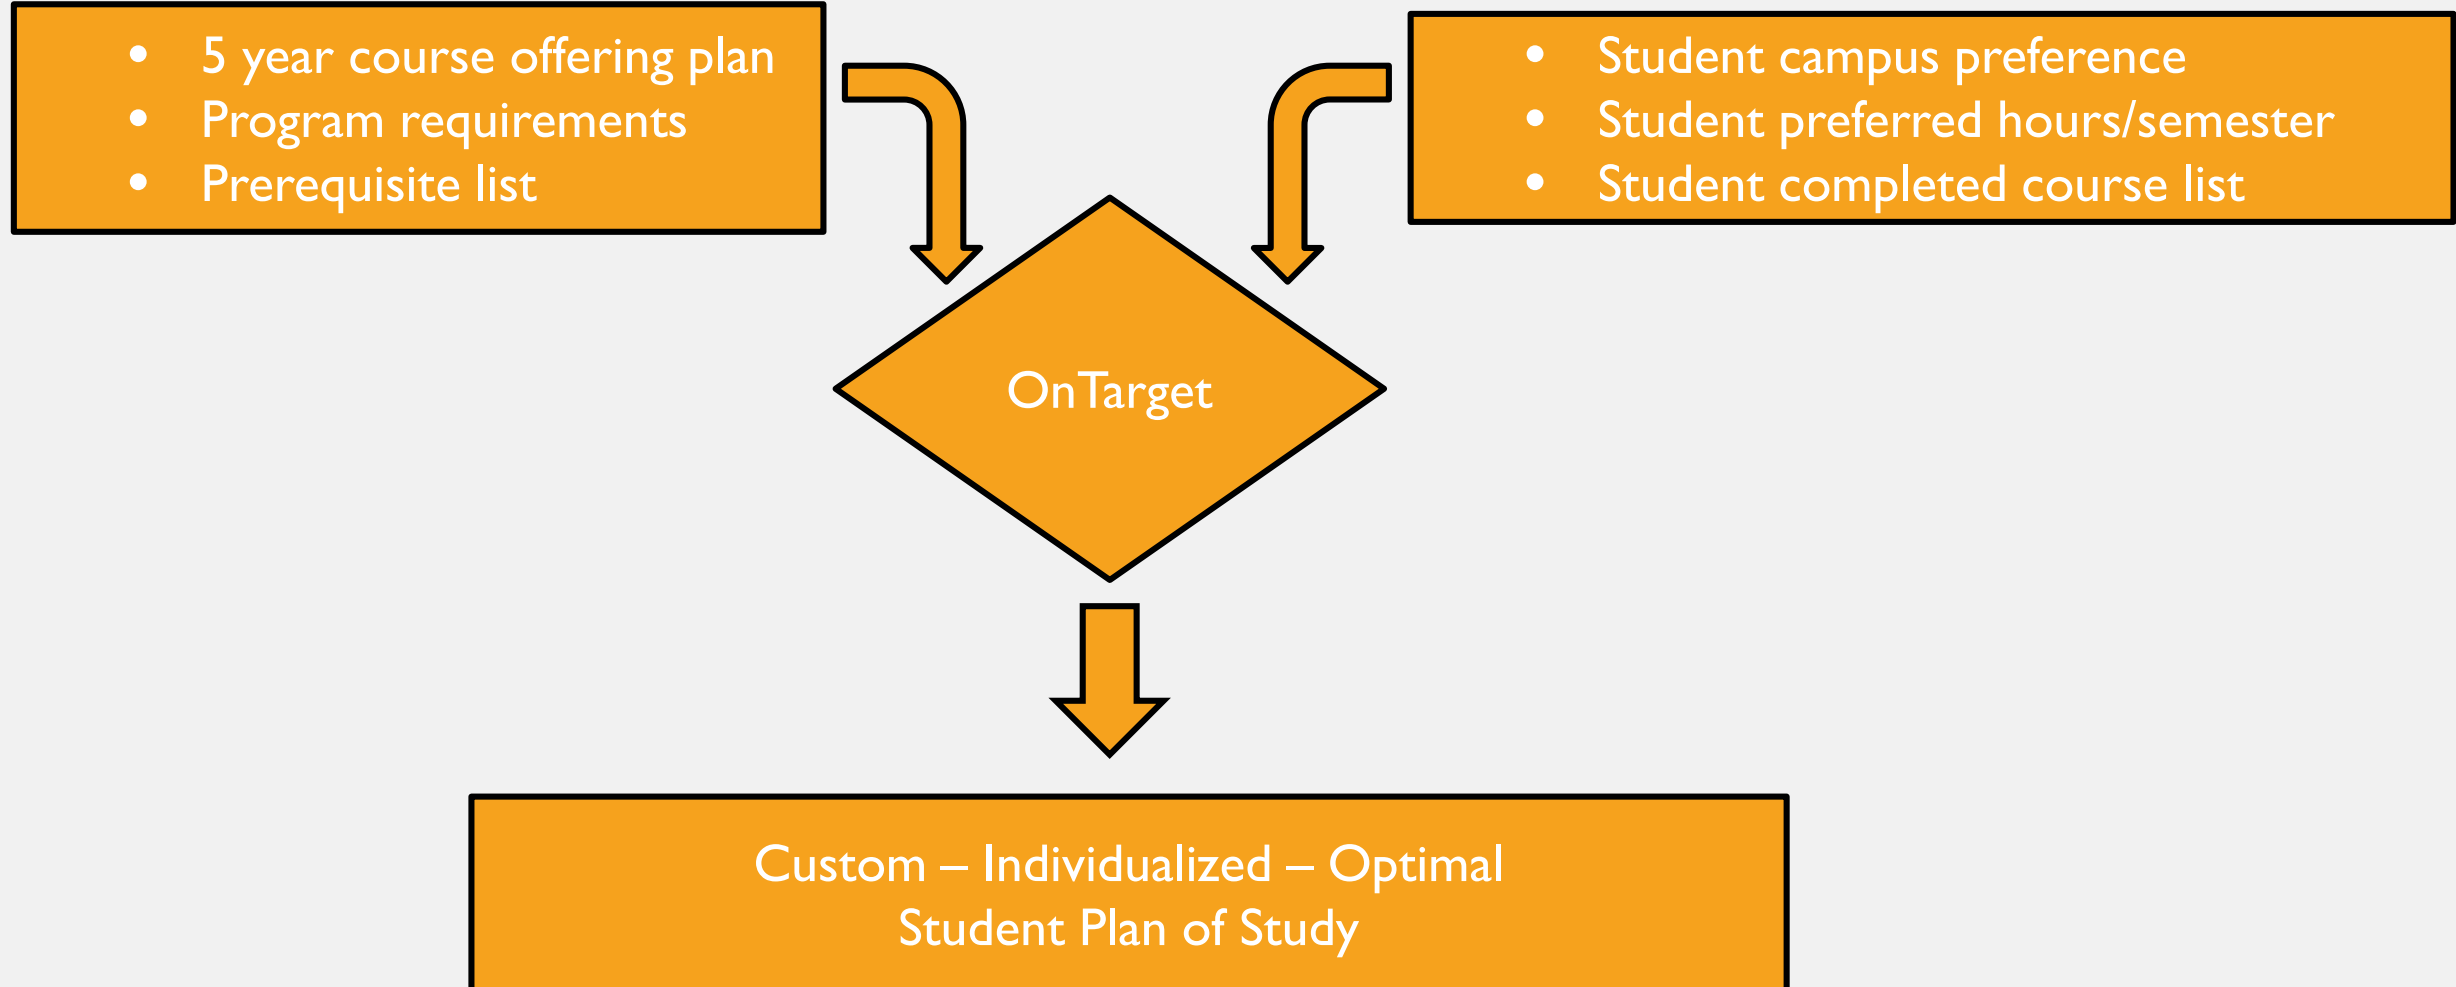 • 5 year course offering plan
• Program requirements
• Prerequisite list
• Student campus preference
• Student preferred hours/semester
• Student completed course list
OnTarget
Custom – Individualized – Optimal
Student Plan of Study